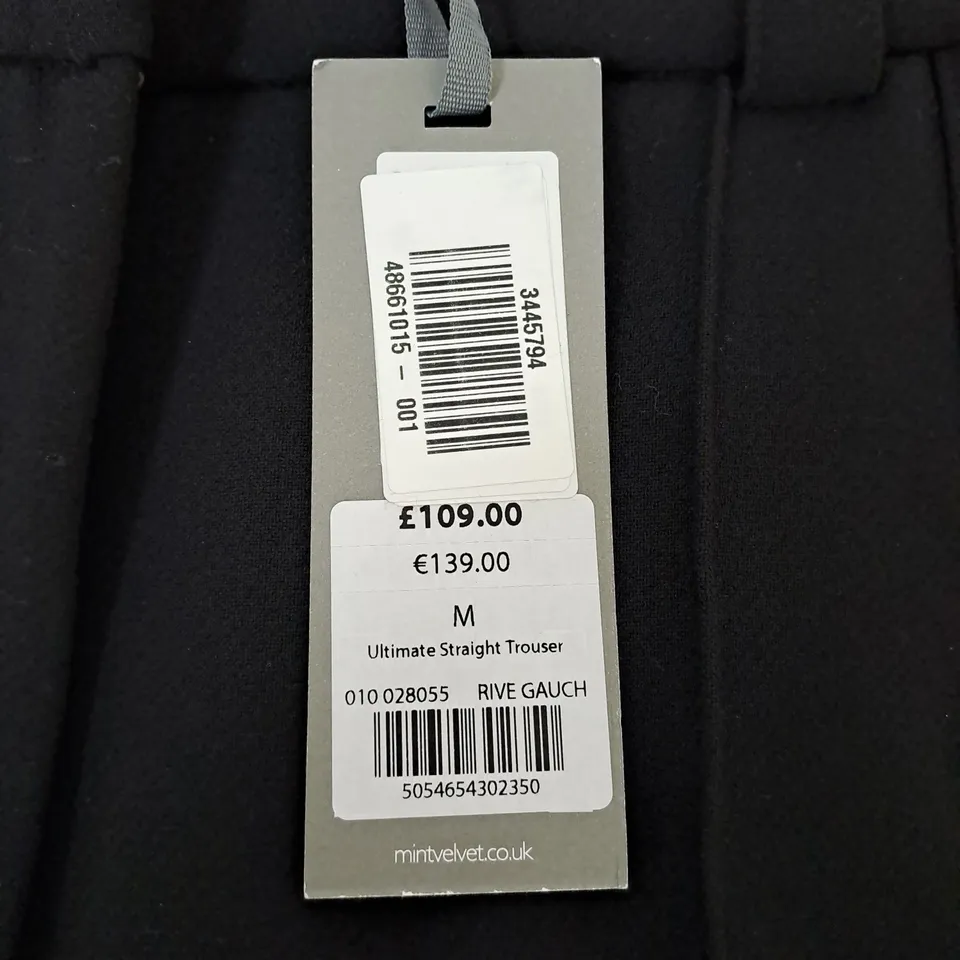 3445794
48661015 - 001
£109.00
€139.00
M
Ultimate Straight Trouser
010 028055 RIVE GAUCH
5054654302350
mintvelvet.co.uk